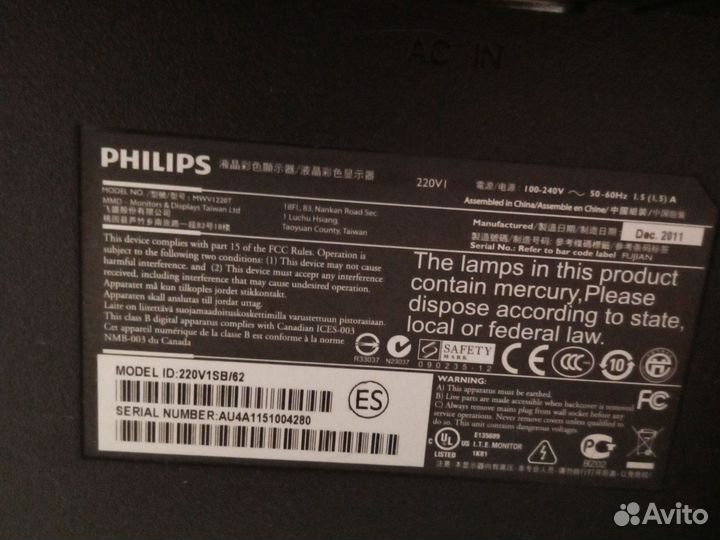 AC IN
PHILIPS 液晶彩色顯示器/液晶彩色显示器
220V1 電源/电源: 100-240V ~ 50-60Hz 1.5 (1.5) A
MODEL NO. /型號/型号: MWV1220T
MMD - Monitors & Displays Taiwan Ltd
18Fl., 83, Nankan Road Sec.
1 Luchu Hsiang
Taoyuan County, Taiwan
Assembled in China/Assemble en Chine/中國組裝/中国组装
Manufactured/製造日期/制造日期: Dec. 2011
Serial No.: Refer to bar code label FUJIAN
This device complies with part 15 of the FCC Rules. Operation is
subject to the following two conditions: (1) This device may not cause
harmful interference, and (2) This device must accept any interference
received, including interference that may cause undesired operation.
Apparatet må kun tilkoples jordet stikkontakt.
Apparaten skall anslutas till jordat uttag.
Laite on liitettävä suojamaadoituskoskettimilla varustettuun pistorasiaan.
This class B digital apparatus complies with Canadian ICES-003
Cet appareil numérique de la classe B est conforme à la norme
NMB-003 du Canada
The lamps in this product
contain mercury,Please
dispose according to state,
local or federal law.
R33037 N23037
SAFETY
MARK
090235-12
CE
CCC
10
MODEL ID:220V1SB/62
SERIAL NUMBER:AU4A1151004280
ES
WARNING:
A) This apparatus must be earthed.
B) Live parts are made accessible when backcover is removed.
C) Always remove mains plug from wall socket before any
service operation. Never remove covers unless qualified to
do so. This unit contains dangerous voltages.
FC
C UL US
LISTED
E135609
I.T.E. MONITOR
1K81
BZ02
Avito